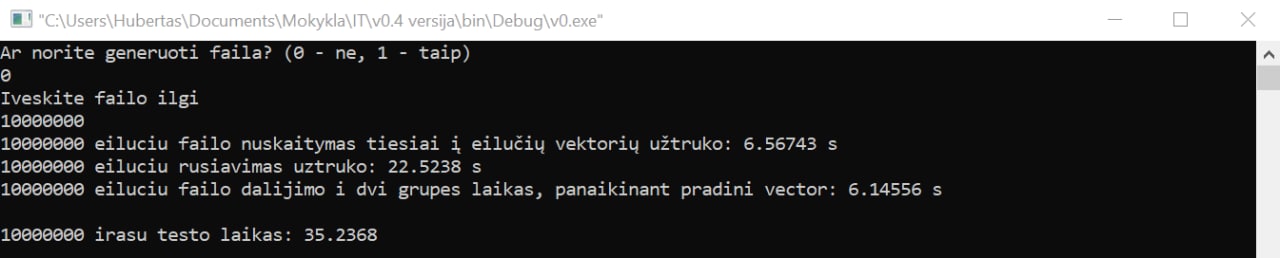 "C:\Users\Hubertas\Documents\Mokykla\IT\v0.4 versija\bin\Debug\v0.exe"
Ar norite generuoti faila? (0 - ne, 1 - taip)
0
Iveskite failo ilgi
10000000
10000000 eiluciu failo nuskaitymas tiesiai į eilučių vektorių užtruko: 6.56743 s
10000000 eiluciu rusiavimas uztruko: 22.5238 s
10000000 eiluciu failo dalijimo i dvi grupes laikas, panaikinant pradini vector: 6.14556 s
10000000 irasu testo laikas: 35.2368